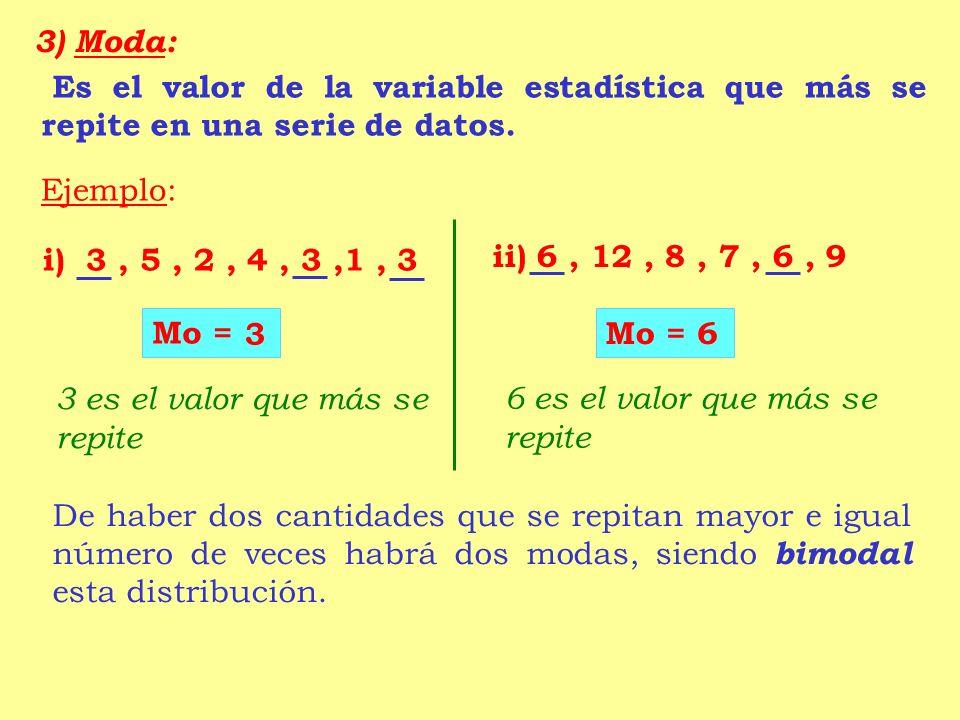 3) Moda:
Es el valor de la variable estadística que más se
repite en una serie de datos.
Ejemplo:
i) 3 , 5 , 2 , 4 , 3 ,1 , 3
Mo = 3
3 es el valor que más se
repite
ii) 6 , 12 , 8 , 7 , 6 , 9
Mo = 6
6 es el valor que más se
repite
De haber dos cantidades que se repitan mayor e igual
número de veces habrá dos modas, siendo bimodal
esta distribución.